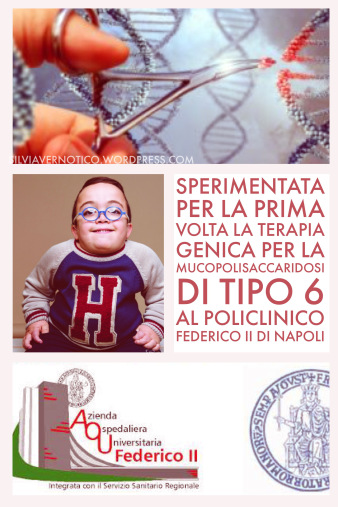 ILVIAVERNOTICO.WORDPRESS.COM
H
SPERIMENTATA
PER LA PRIMA
VOLTA LA TERAPIA
GENICA PER LA
MUCOPOLISACCARIDOSI
DI TIPO 6
AL POLICLINICO
FEDERICO II DI NAPOLI
Azienda
Ospedaliera
Universitaria
Federico II
Integrata con il Servizio Sanitario Regionale